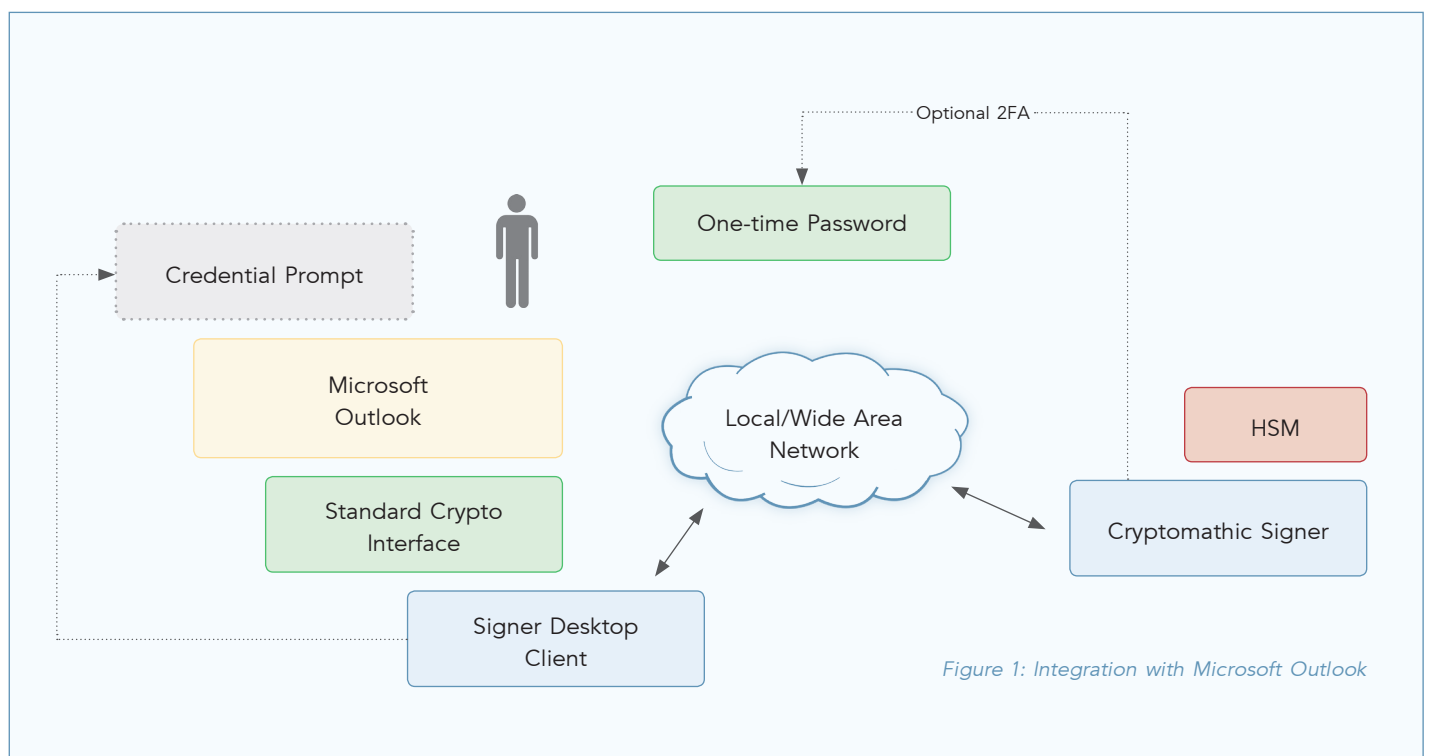 Optional 2FA
One-time Password
Credential Prompt
Microsoft
Outlook
Local/Wide Area
Network
HSM
Standard Crypto
Interface
Cryptomathic Signer
Signer Desktop
Client
Figure 1: Integration with Microsoft Outlook